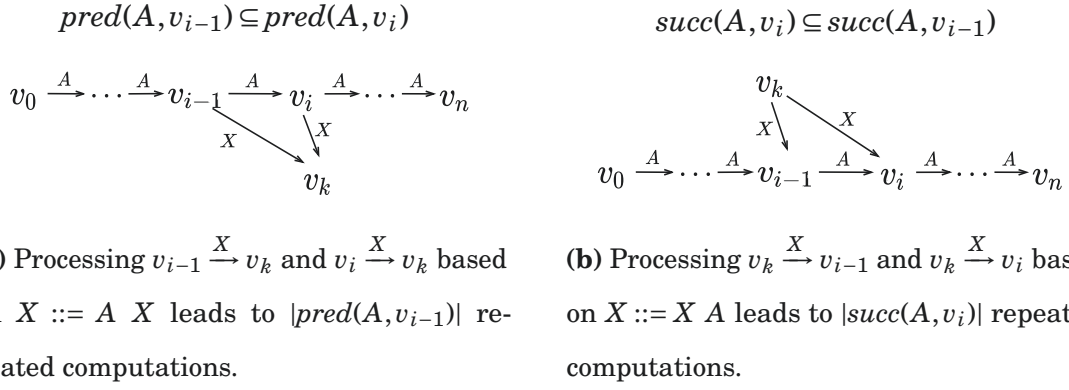 pred(A,v_{i−1}) ⊆ pred(A,v_i)
v_0 A ··· A v_{i−1} A v_i A ··· A v_n
X X
v_k
) Processing v_{i−1} X→ v_k and v_i X→ v_k based
X ::= A X leads to |pred(A,v_{i−1})| re-
ated computations.
succ(A,v_i) ⊆ succ(A,v_{i−1})
v_k
X X
v_0 A ··· A v_{i−1} A v_i A ··· A v_n
(b) Processing v_k X→ v_{i−1} and v_k X→ v_i bas
on X ::= X A leads to |succ(A,v_i)| repeat
computations.